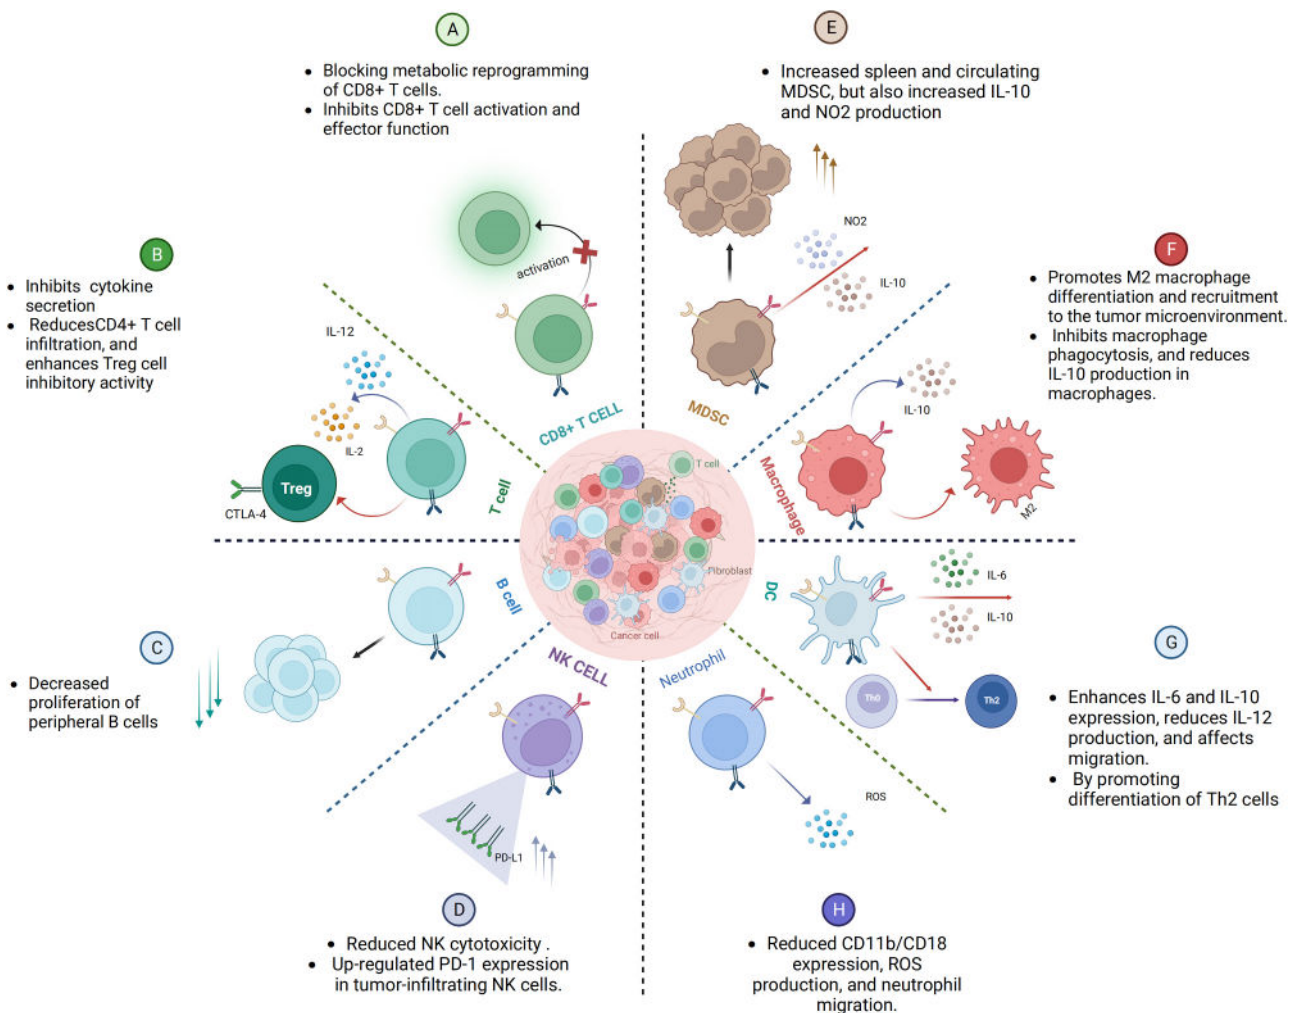 A
• Blocking metabolic reprogramming
of CD8+ T cells.
• Inhibits CD8+ T cell activation and
effector function
E
• Increased spleen and circulating
MDSC, but also increased IL-10
and NO2 production
B
• Inhibits cytokine
secretion
• ReducesCD4+ T cell
infiltration, and
enhances Treg cell
inhibitory activity
activation
CD8+ T CELL
NO2
IL-10
MDSC
F
• Promotes M2 macrophage
differentiation and recruitment
to the tumor microenvironment.
• Inhibits macrophage
phagocytosis, and reduces
IL-10 production in
macrophages.
IL-12
IL-2
Treg
CTLA-4
T cell
IL-10
M2
Macrophage
T cell
Fibroblast
Cancer cell
C
• Decreased
proliferation of
peripheral B cells
B cell
DC
IL-6
IL-10
Th0
Th2
G
• Enhances IL-6 and IL-10
expression, reduces IL-12
production, and affects
migration.
• By promoting
differentiation of Th2 cells
NK CELL
PD-L1
D
• Reduced NK cytotoxicity .
• Up-regulated PD-1 expression
in tumor-infiltrating NK cells.
Neutrophil
ROS
H
• Reduced CD11b/CD18
expression, ROS
production, and neutrophil
migration.